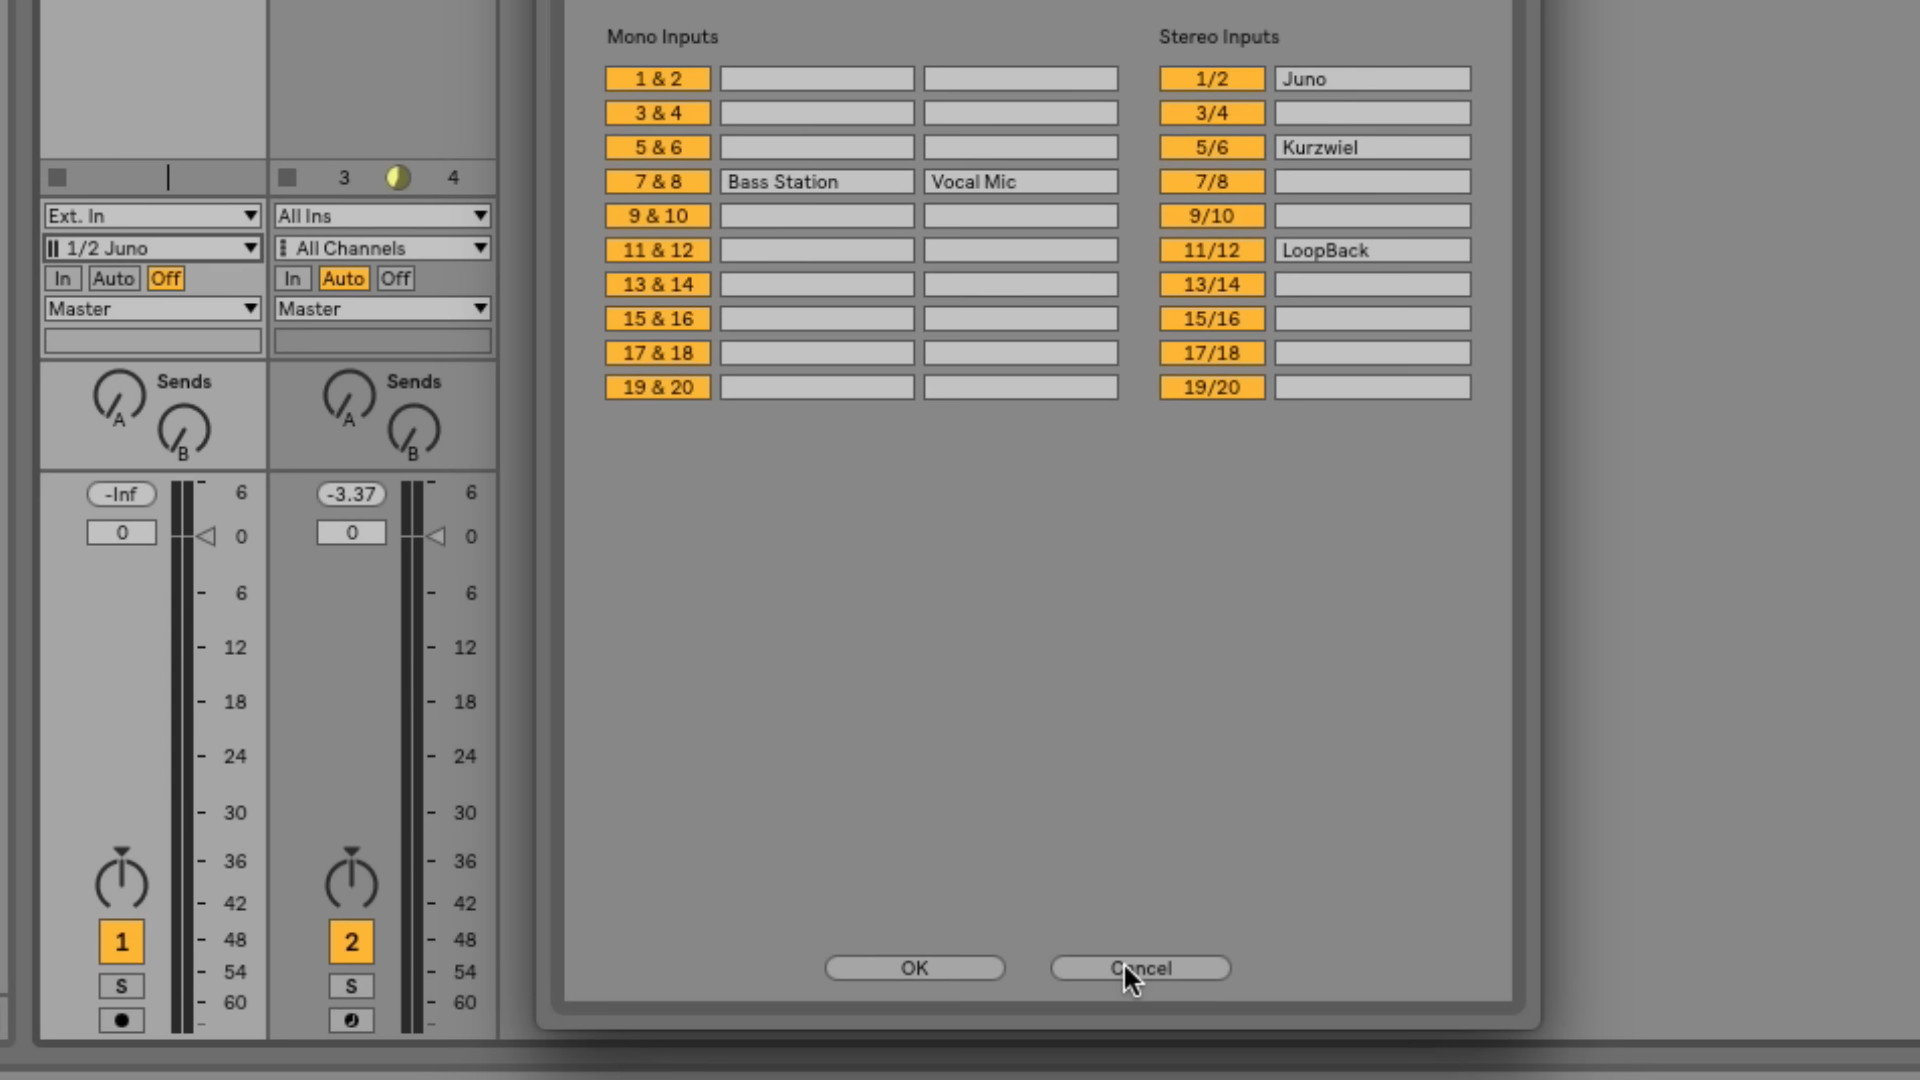 3 4
Ext. In
1/2 Juno
In Auto Off
Master
All Ins
All Channels
In Auto Off
Master
Sends
A
B
Sends
A
B
-Inf
0
6
0
6
12
18
24
30
36
42
48
54
60
1
S
-3.37
0
6
0
6
12
18
24
30
36
42
48
54
60
2
S
Mono Inputs
1 & 2
3 & 4
5 & 6
7 & 8 Bass Station Vocal Mic
9 & 10
11 & 12
13 & 14
15 & 16
17 & 18
19 & 20
Stereo Inputs
1/2 Juno
3/4
5/6 Kurzwiel
7/8
9/10
11/12 LoopBack
13/14
15/16
17/18
19/20
OK Cancel